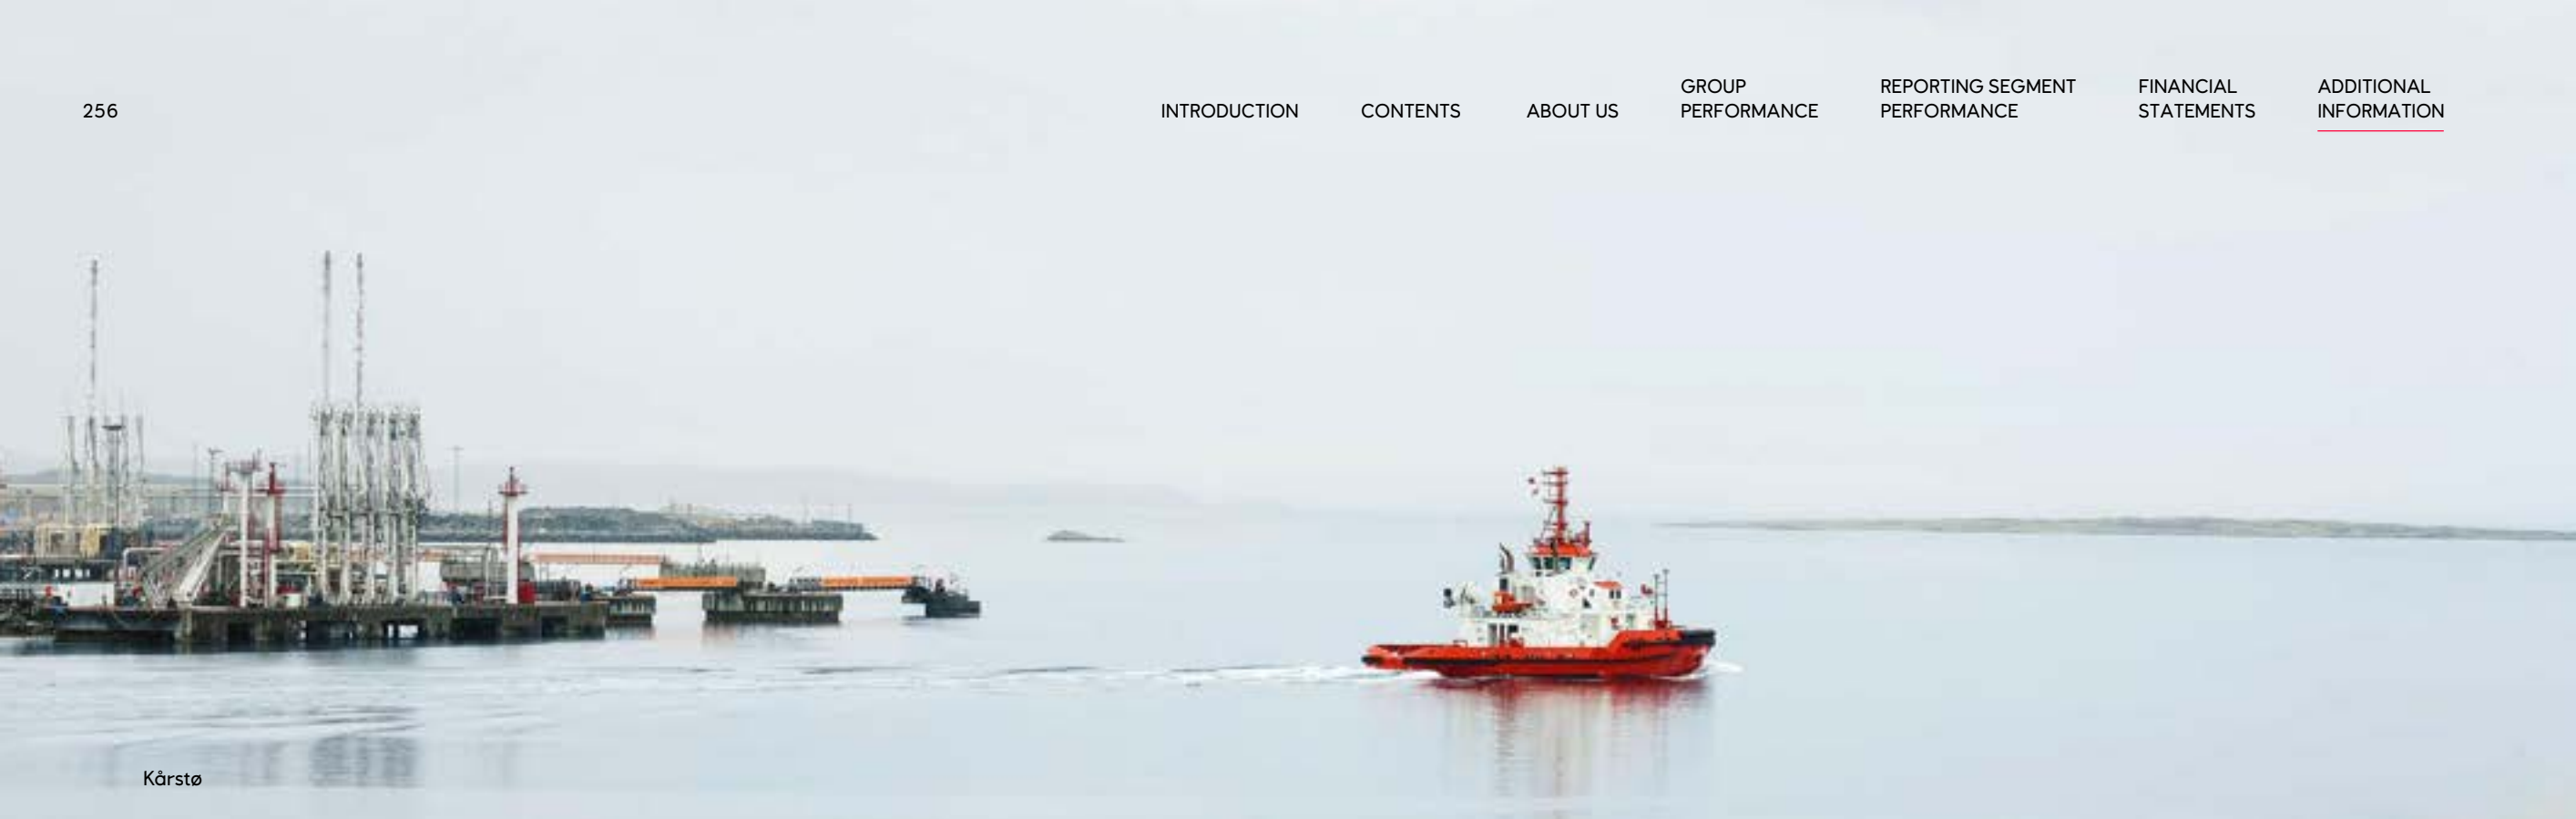 256
INTRODUCTION
CONTENTS
ABOUT US
GROUP
PERFORMANCE
REPORTING SEGMENT
PERFORMANCE
FINANCIAL
STATEMENTS
ADDITIONAL
INFORMATION
Kårstø